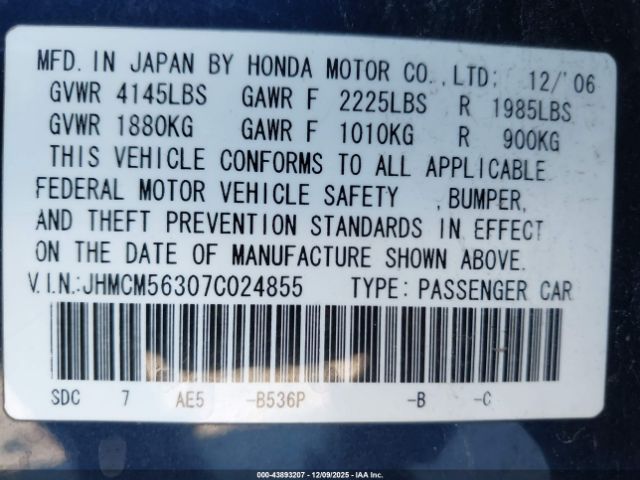 MFD. IN JAPAN BY HONDA MOTOR CO., LTD: 12/'06
GVWR 4145LBS GAWR F 2225LBS R 1985LBS
GVWR 1880KG GAWR F 1010KG R 900KG
THIS VEHICLE CONFORMS TO ALL APPLICABLE
FEDERAL MOTOR VEHICLE SAFETY ,BUMPER,
AND THEFT PREVENTION STANDARDS IN EFFECT
ON THE DATE OF MANUFACTURE SHOWN ABOVE.
V.I.N.:JHMCM56307C024855 TYPE: PASSENGER CAR
SDC 7 AE5 -B536P -B -C
000-43893207 - 12/09/2025 - IAA, Inc.